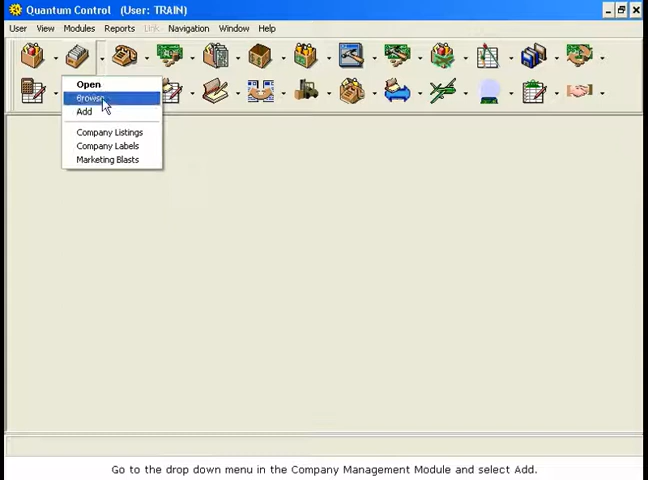 Quantum Control (User: TRAIN)
User View Modules Reports Link Navigation Window Help
Open
Browse
Add
Company Listings
Company Labels
Marketing Blasts
Go to the drop down menu in the Company Management Module and select Add.